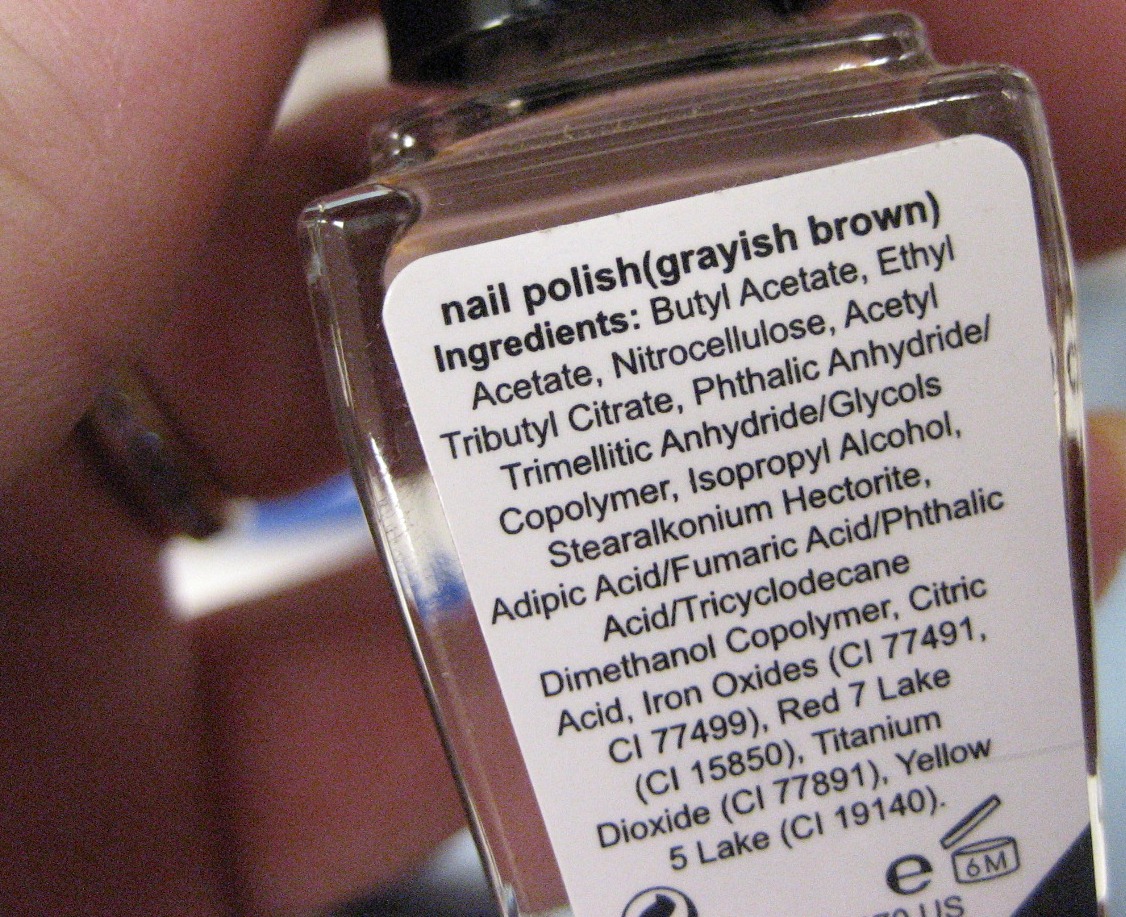 nail polish(grayish brown)
Ingredients: Butyl Acetate, Ethyl
Acetate, Nitrocellulose, Acetyl
Tributyl Citrate, Phthalic Anhydride/
Trimellitic Anhydride/Glycols
Copolymer, Isopropyl Alcohol,
Stearalkonium Hectorite,
Adipic Acid/Fumaric Acid/Phthalic
Acid/Tricyclodecane
Dimethanol Copolymer, Citric
Acid, Iron Oxides (CI 77491,
CI 77499), Red 7 Lake
(CI 15850), Titanium
Dioxide (CI 77891), Yellow
5 Lake (CI 19140).
e 6M
US